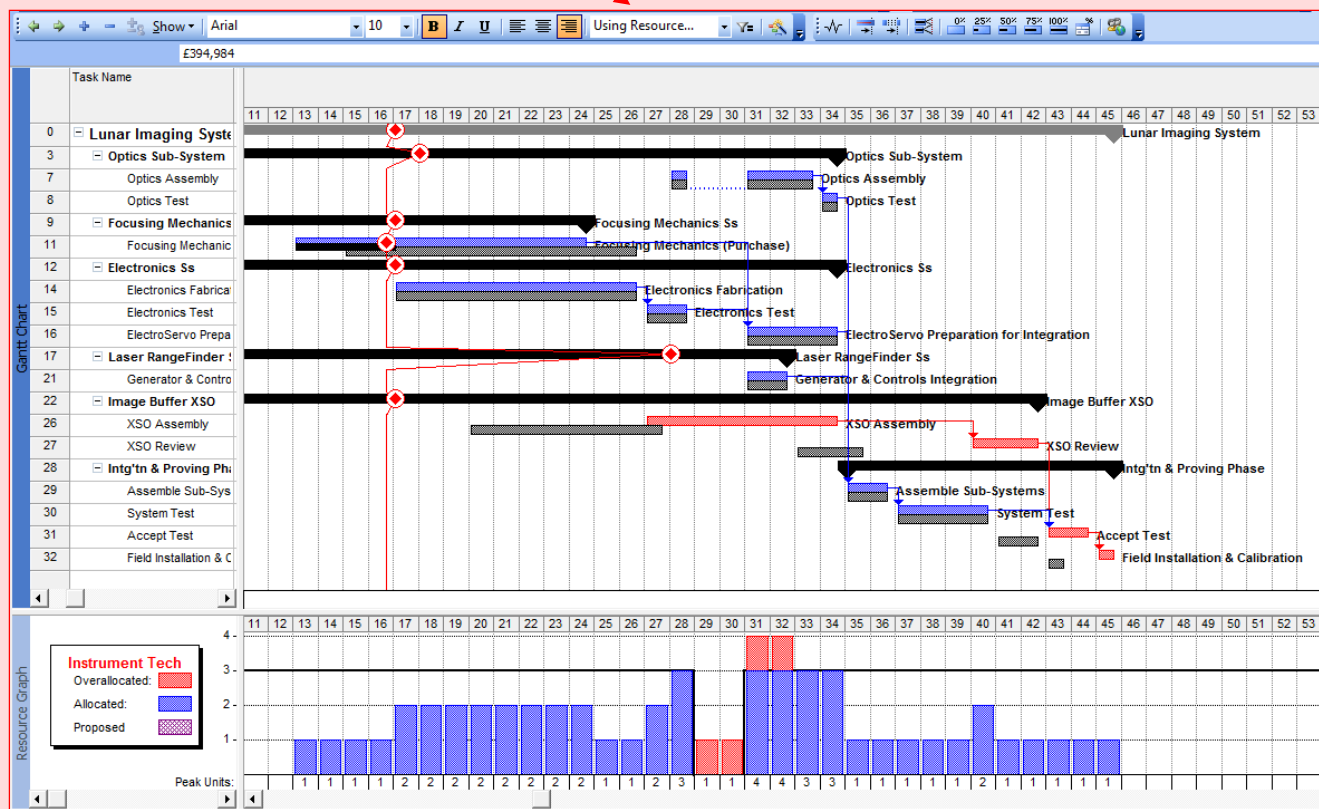 Show Arial 10 B I U Using Resource... 0% 25% 50% 75% 100% %
£394,984
Gantt Chart
Task Name
11 12 13 14 15 16 17 18 19 20 21 22 23 24 25 26 27 28 29 30 31 32 33 34 35 36 37 38 39 40 41 42 43 44 45 46 47 48 49 50 51 52 53
0 Lunar Imaging Syste Lunar Imaging System
3 Optics Sub-System Optics Sub-System
7 Optics Assembly Optics Assembly
8 Optics Test Optics Test
9 Focusing Mechanics Focusing Mechanics Ss
11 Focusing Mechanic Focusing Mechanics (Purchase)
12 Electronics Ss Electronics Ss
14 Electronics Fabrica Electronics Fabrication
15 Electronics Test Electronics Test
16 ElectroServo Prepa ElectroServo Preparation for Integration
17 Laser RangeFinder Laser RangeFinder Ss
21 Generator & Contro Generator & Controls Integration
22 Image Buffer XSO Image Buffer XSO
26 XSO Assembly XSO Assembly
27 XSO Review XSO Review
28 Intg'tn & Proving Pha Intg'tn & Proving Phase
29 Assemble Sub-Sys Assemble Sub-Systems
30 System Test System Test
31 Accept Test Accept Test
32 Field Installation & C Field Installation & Calibration
Resource Graph
11 12 13 14 15 16 17 18 19 20 21 22 23 24 25 26 27 28 29 30 31 32 33 34 35 36 37 38 39 40 41 42 43 44 45 46 47 48 49 50 51 52 53
4 -
Instrument Tech
Overallocated:
3 -
Allocated:
2 -
Proposed
1 -
Peak Units: 1 1 1 1 2 2 2 2 2 2 2 2 1 1 2 3 1 1 4 4 3 3 1 1 1 1 1 2 1 1 1 1 1